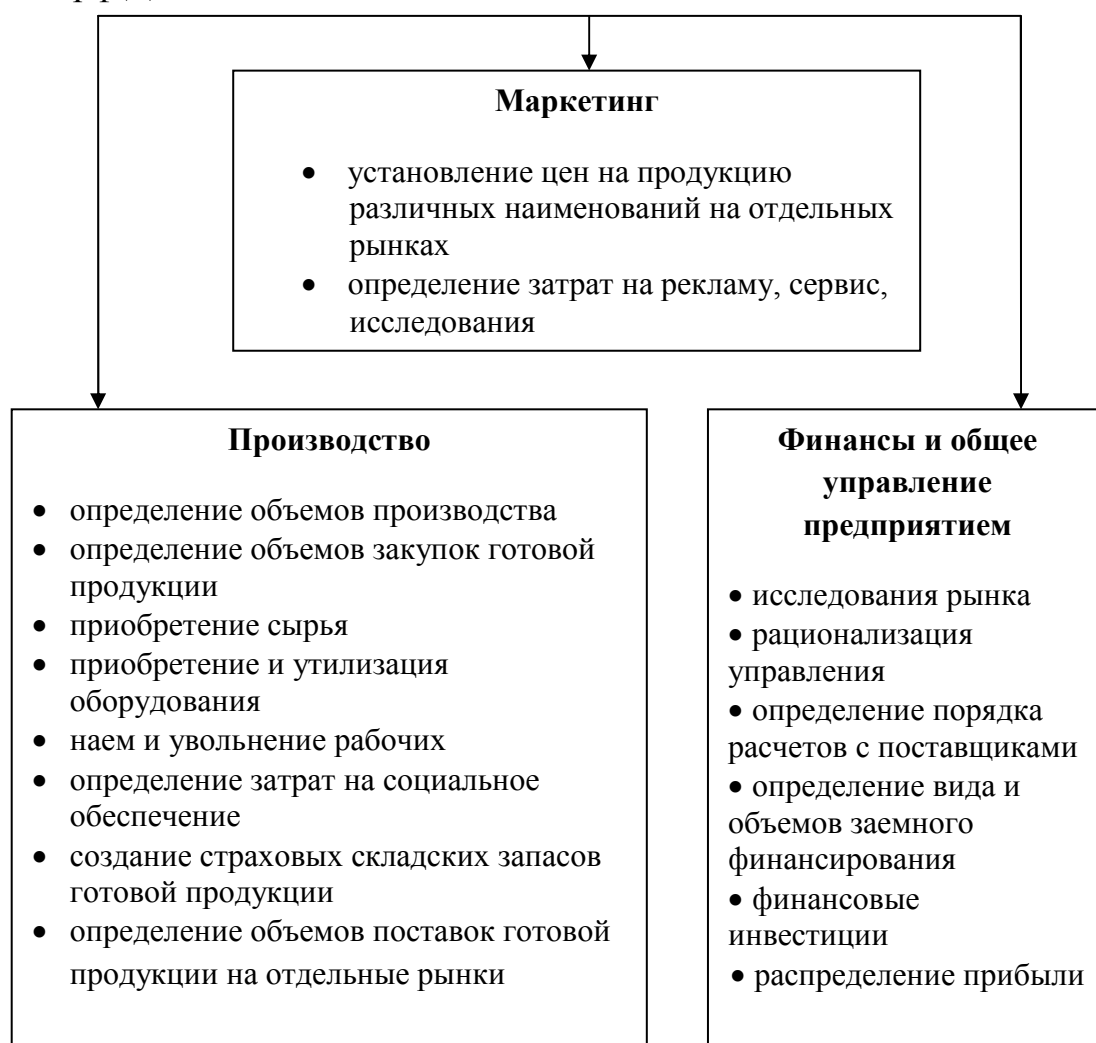 Маркетинг
• установление цен на продукцию
различных наименований на отдельных
рынках
• определение затрат на рекламу, сервис,
исследования
Производство
• определение объемов производства
• определение объемов закупок готовой
продукции
• приобретение сырья
• приобретение и утилизация
оборудования
• наем и увольнение рабочих
• определение затрат на социальное
обеспечение
• создание страховых складских запасов
готовой продукции
• определение объемов поставок готовой
продукции на отдельные рынки
Финансы и общее
управление
предприятием
• исследования рынка
• рационализация
управления
• определение порядка
расчетов с поставщиками
• определение вида и
объемов заемного
финансирования
• финансовые
инвестиции
• распределение прибыли